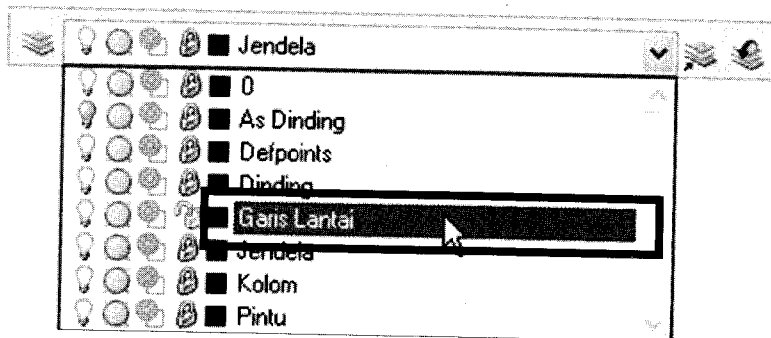 Jendela
0
As Dinding
Defpoints
Dinding
Garis Lantai
Jendela
Kolom
Pintu